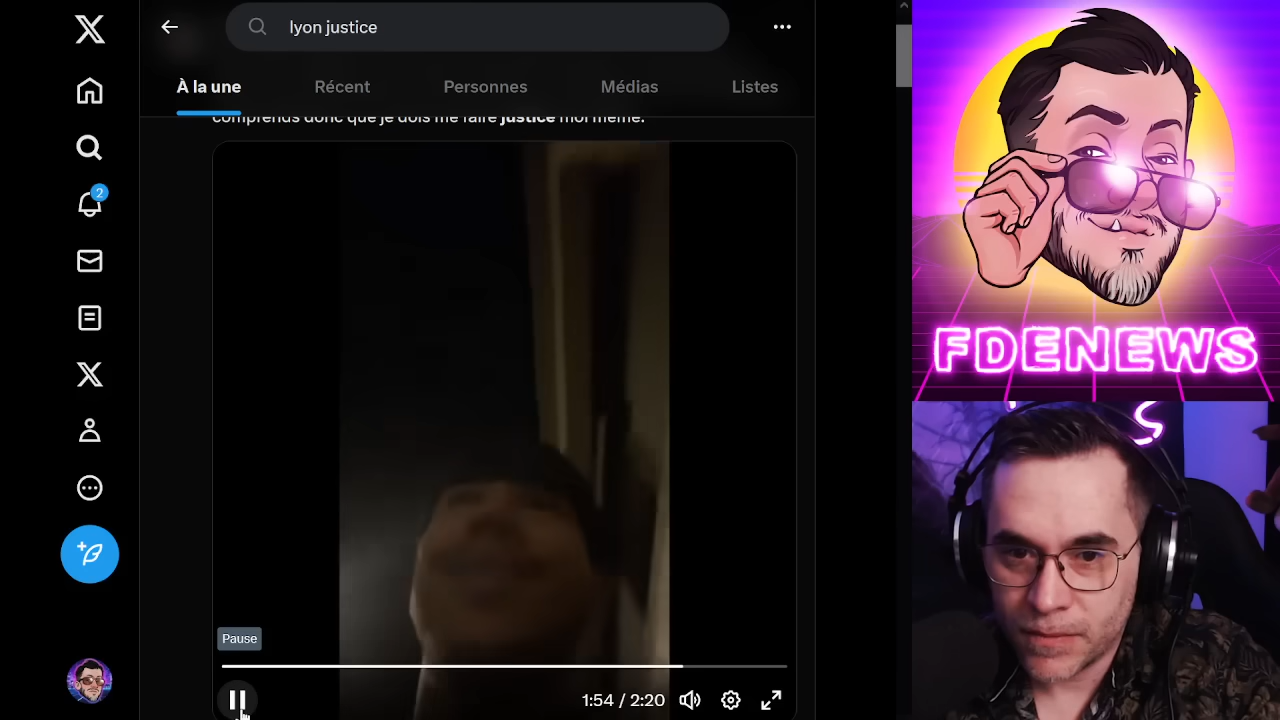 lyon justice
À la une
Récent
Personnes
Médias
Listes
2
comprends donc que je dois me faire justice moi même.
FDENEWS
Pause
1:54 / 2:20